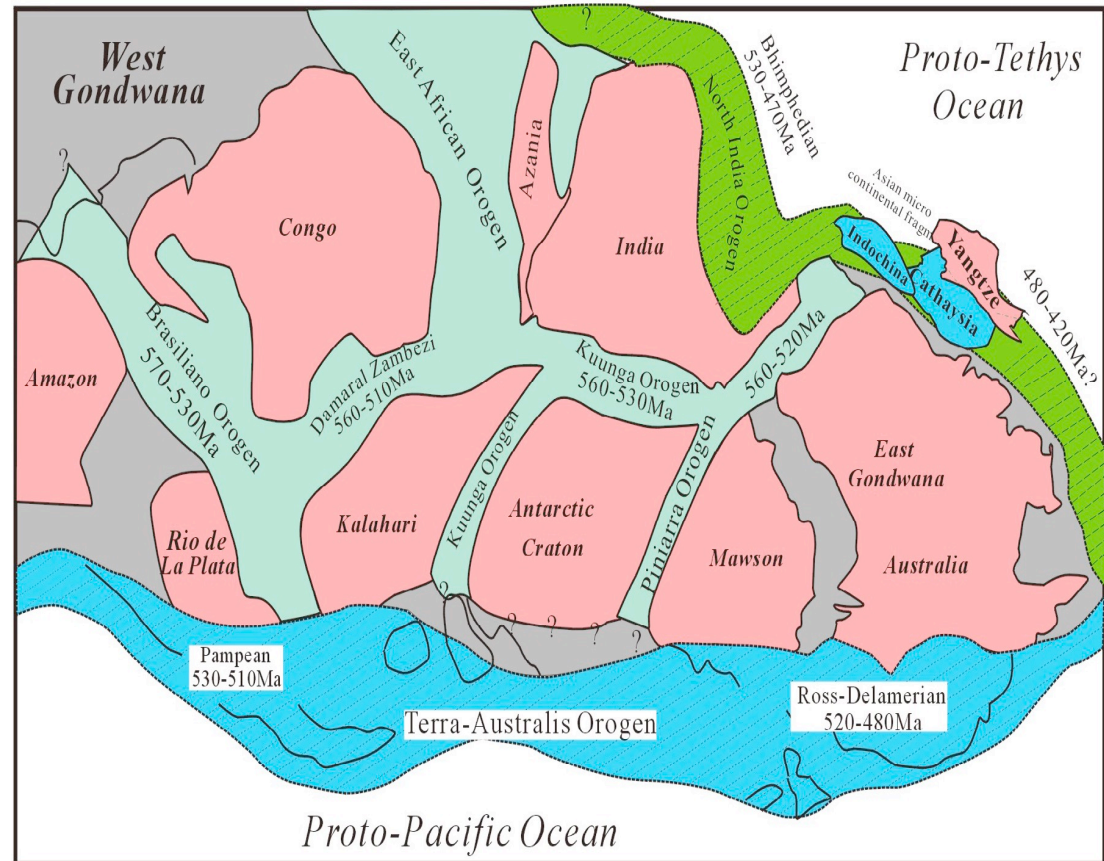 West
Gondwana
East African Orogen
?
Bhimphedian
530-470Ma
Proto-Tethys
Ocean
North India Orogen
Azania
Asian micro
continental fragm
?
Congo
India
Indochina
Yangtze
Cathaysia
480-420Ma?
Amazon
Brasiliano Orogen
570-530Ma
Damaral Zambezi
560-510Ma
Kuunga Orogen
560-530Ma
560-520Ma
East
Gondwana
Rio de
La Plata
Kalahari
Kuunga Orogen
Antarctic
Craton
Piniarra Orogen
Mawson
Australia
?
?
?
?
?
Pampean
530-510Ma
Terra-Australis Orogen
Ross-Delamerian
520-480Ma
Proto-Pacific Ocean